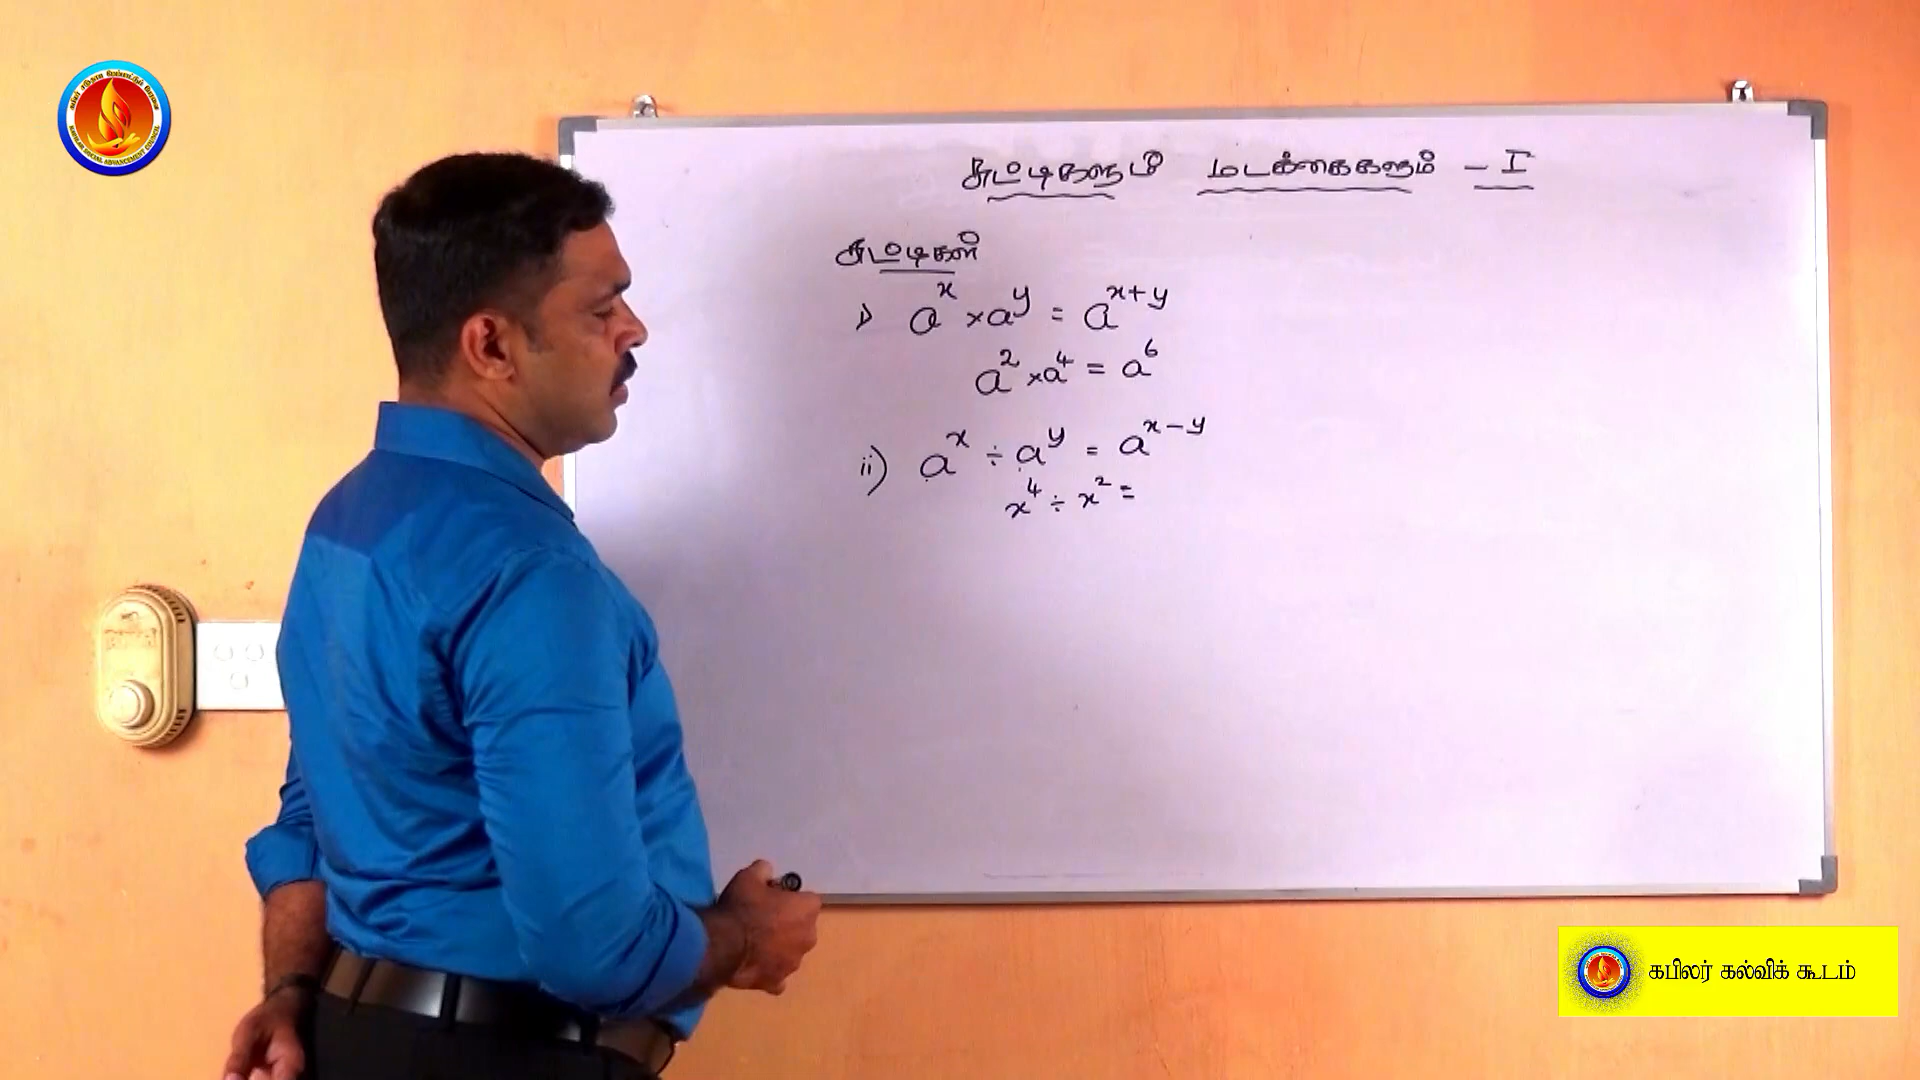 சுட்டிகளும் மடக்கைகளும் - I
சுட்டிகள்
i) a^x × a^y = a^(x+y)
a^2 × a^4 = a^6
ii) a^x ÷ a^y = a^(x-y)
x^4 ÷ x^2 =
கபிலர் கல்விக் கூடம்